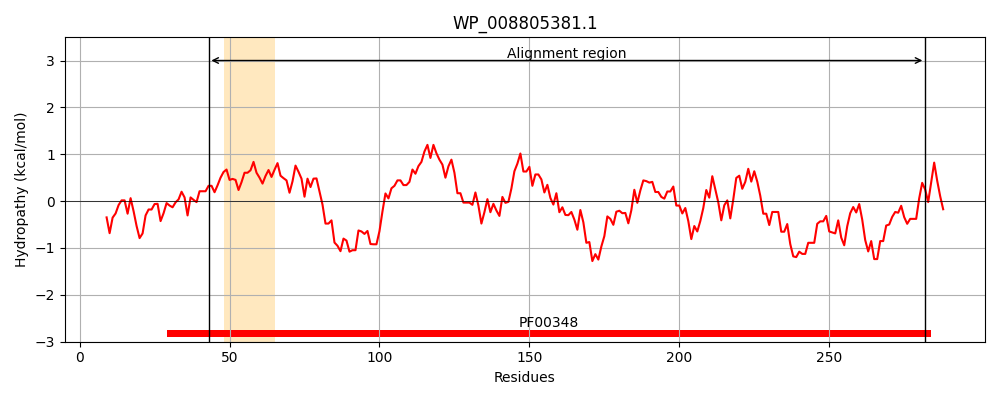 WP_008805381.1
Alignment region
Hydropathy (kcal/mol)
3
2
1
0
−1
−2
−3
PF00348
0
50
100
150
200
250
Residues